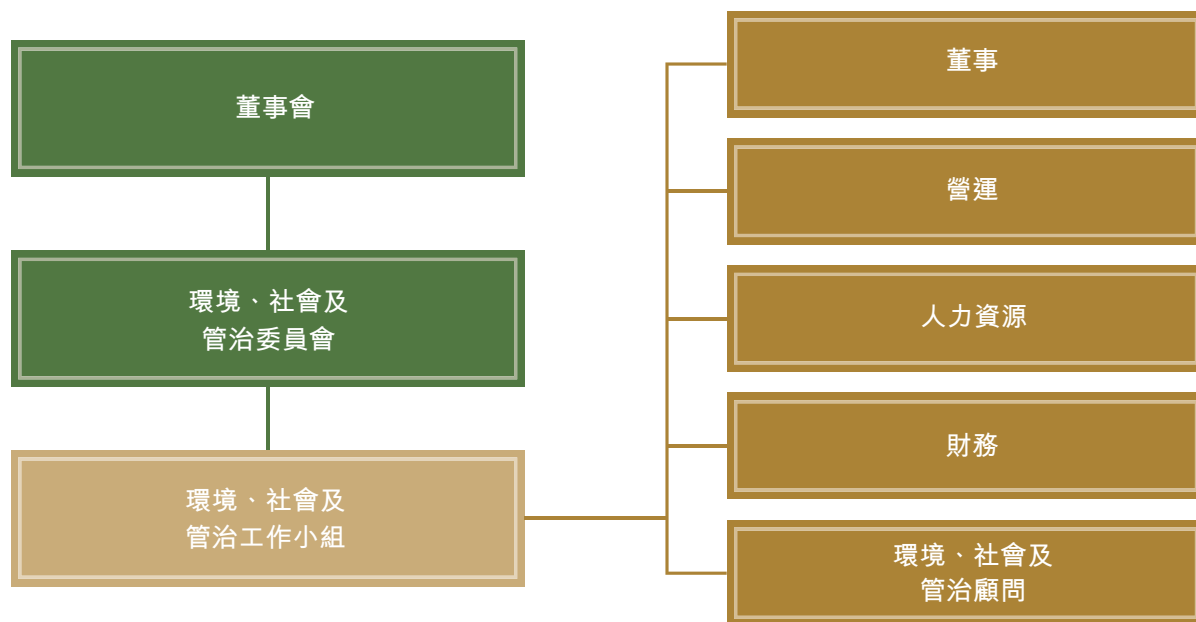 董事會
環境、社會及
管治委員會
環境、社會及
管治工作小組
董事
營運
人力資源
財務
環境、社會及
管治顧問